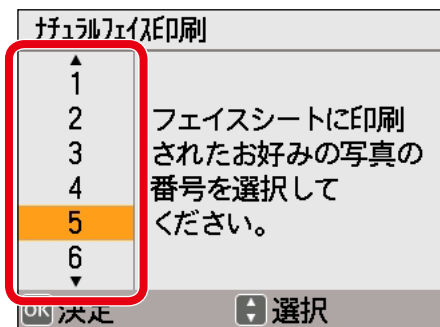 ナチュラルフェイス印刷
▲
1
2
3
4
5
6
▼
フェイスシートに印刷
されたお好みの写真の
番号を選択して
ください。
OK 決定
選択